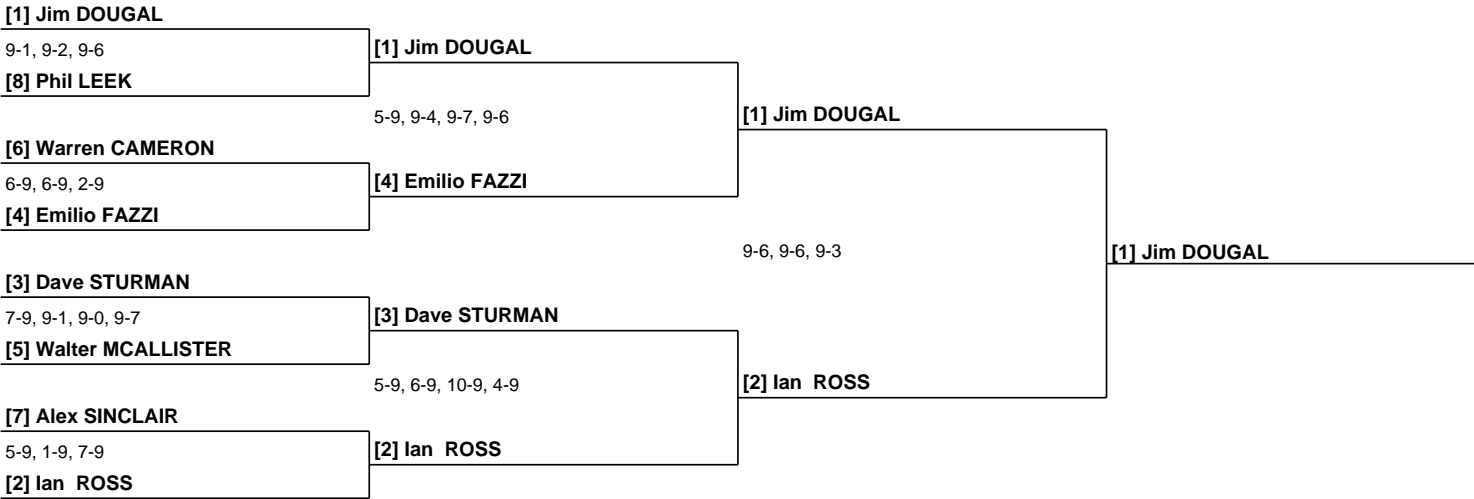 [1] Jim DOUGAL
9-1, 9-2, 9-6
[8] Phil LEEK
[6] Warren CAMERON
6-9, 6-9, 2-9
[4] Emilio FAZZI
[3] Dave STURMAN
7-9, 9-1, 9-0, 9-7
[5] Walter MCALLISTER
[7] Alex SINCLAIR
5-9, 1-9, 7-9
[2] Ian  ROSS
[1] Jim DOUGAL
5-9, 9-4, 9-7, 9-6
[4] Emilio FAZZI
[3] Dave STURMAN
5-9, 6-9, 10-9, 4-9
[2] Ian  ROSS
[1] Jim DOUGAL
9-6, 9-6, 9-3
[2] Ian  ROSS
[1] Jim DOUGAL